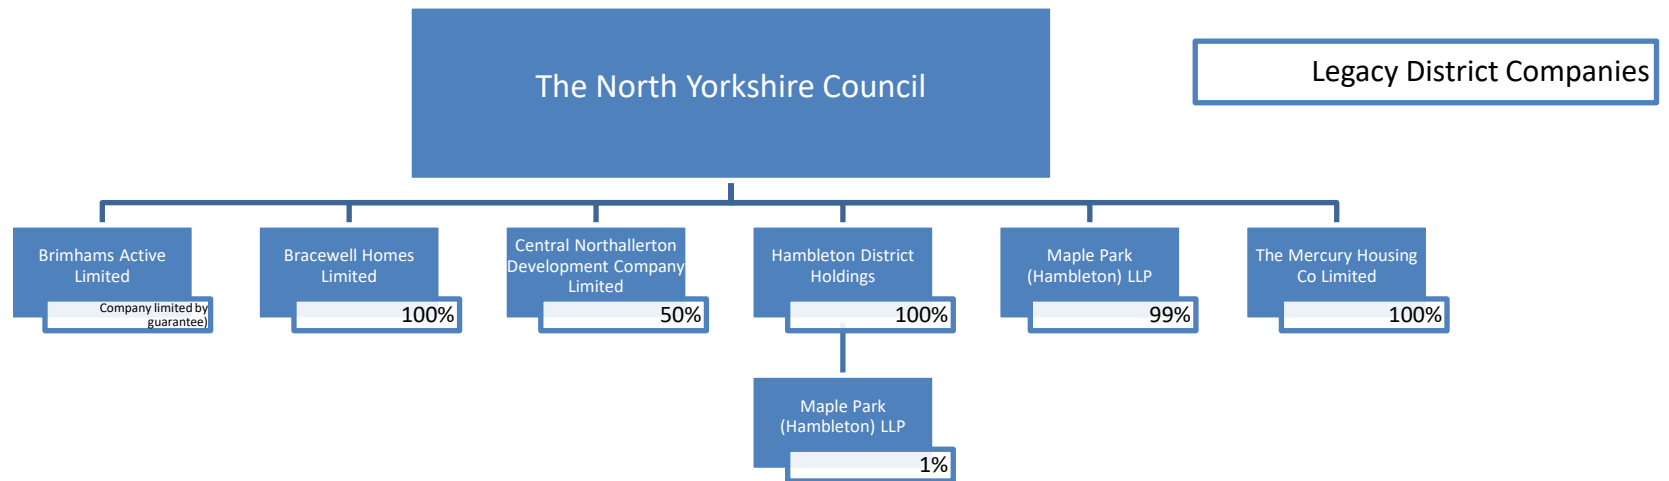 The North Yorkshire Council
Legacy District Companies
Brimhams Active
Limited
Company limited by
guarantee)
Bracewell Homes
Limited
100%
Central Northallerton
Development Company
Limited
50%
Hambleton District
Holdings
100%
Maple Park
(Hambleton) LLP
99%
The Mercury Housing
Co Limited
100%
Maple Park
(Hambleton) LLP
1%